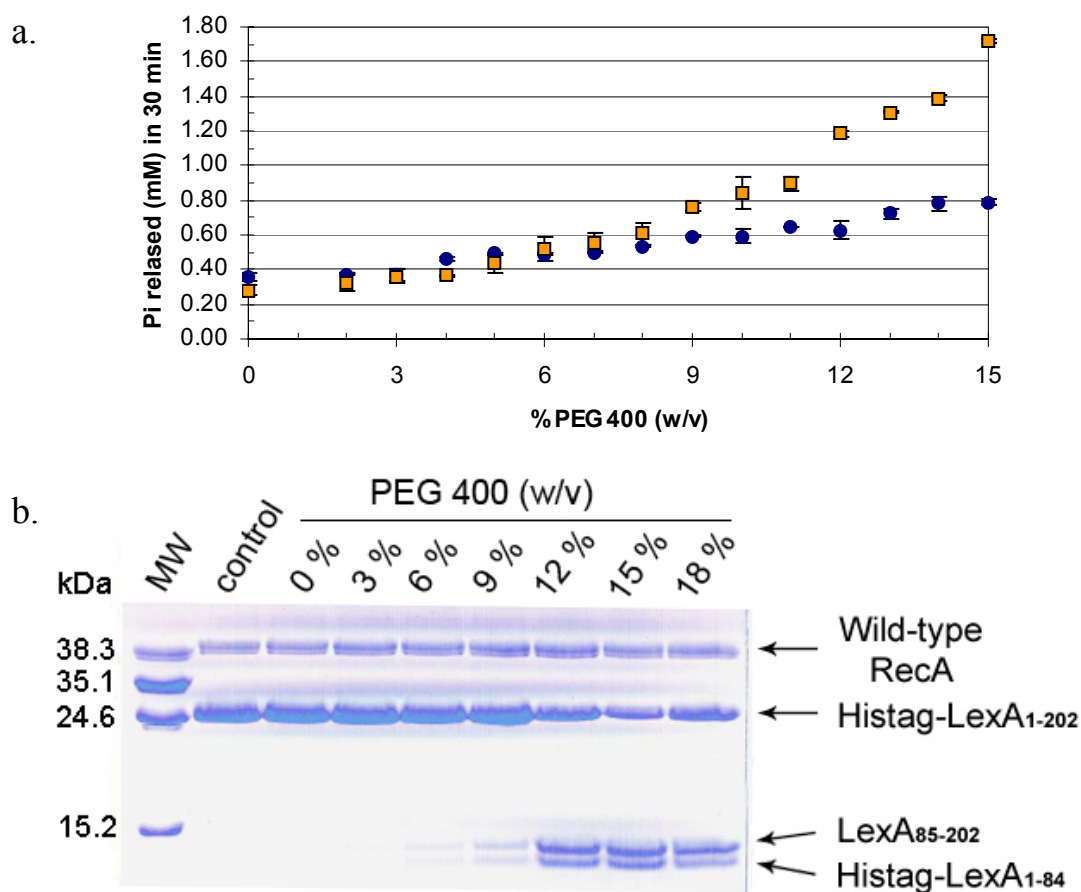 a.
Pi relased (mM) in 30 min
1.80
1.60
1.40
1.20
1.00
0.80
0.60
0.40
0.20
0.00
0 3 6 9 12 15
% PEG 400 (w/v)
b.
PEG 400 (w/v)
kDa MW control 0 % 3 % 6 % 9 % 12 % 15 % 18 %
38.3
35.1
24.6
15.2
Wild-type
RecA
Histag-LexA1-202
LexA85-202
Histag-LexA1-84